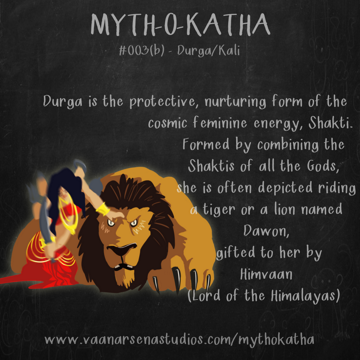 MYTH-O-KATHA
#003(b) - Durga/Kali
Durga is the protective, nurturing form of the
cosmic feminine energy, Shakti.
Formed by combining the
Shaktis of all the Gods,
she is often depicted riding
a tiger or a lion named
Dawon,
gifted to her by
Himvaan
(Lord of the Himalayas)
www.vaanarsenastudios.com/mythokatha